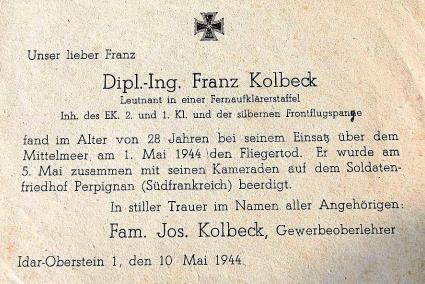 Unser lieber Franz
Dipl.-Ing. Franz Kolbeck
Leutnant in einer Fernaufklärerstaffel
Inh. des EK. 2. und 1. Kl. und der silbernen Frontflugspange
fand im Alter von 28 Jahren bei seinem Einsatz über dem
Mittelmeer am 1. Mai 1944 den Fliegertod. Er wurde am
5. Mai zusammen mit seinen Kameraden auf dem Soldaten-
friedhof Perpignan (Südfrankreich) beerdigt.
In stiller Trauer im Namen aller Angehörigen:
Fam. Jos. Kolbeck, Gewerbeoberlehrer
Idar-Oberstein 1, den 10 Mai 1944.